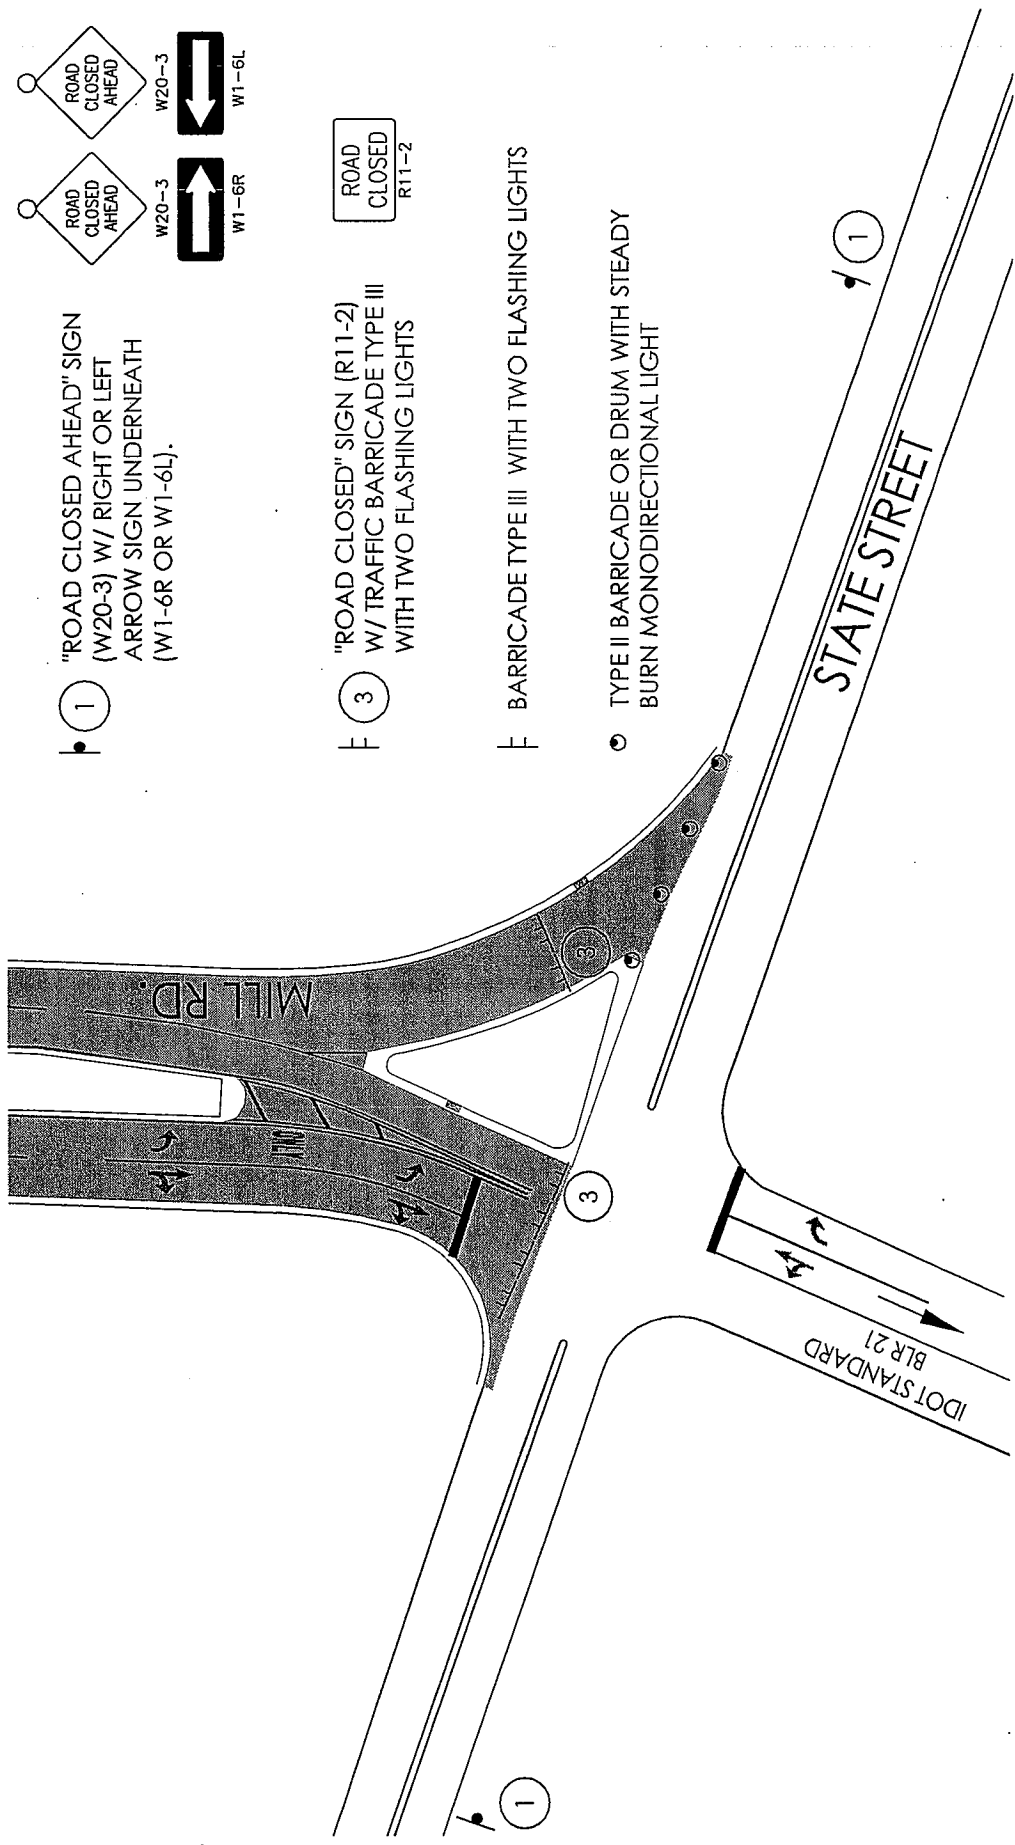 "ROAD CLOSED AHEAD" SIGN
(W20-3) W/ RIGHT OR LEFT
ARROW SIGN UNDERNEATH
(W1-6R OR W1-6L).
1
ROAD
CLOSED
AHEAD
W20-3
W1-6R
ROAD
CLOSED
AHEAD
W20-3
W1-6L
3
"ROAD CLOSED" SIGN (R11-2)
W/ TRAFFIC BARRICADE TYPE III
WITH TWO FLASHING LIGHTS
ROAD
CLOSED
R11-2
BARRICADE TYPE III WITH TWO FLASHING LIGHTS
TYPE II BARRICADE OR DRUM WITH STEADY
BURN MONODIRECTIONAL LIGHT
MILL RD.
3
3
STATE STREET
1
1
IDOT STANDARD
BLR 21